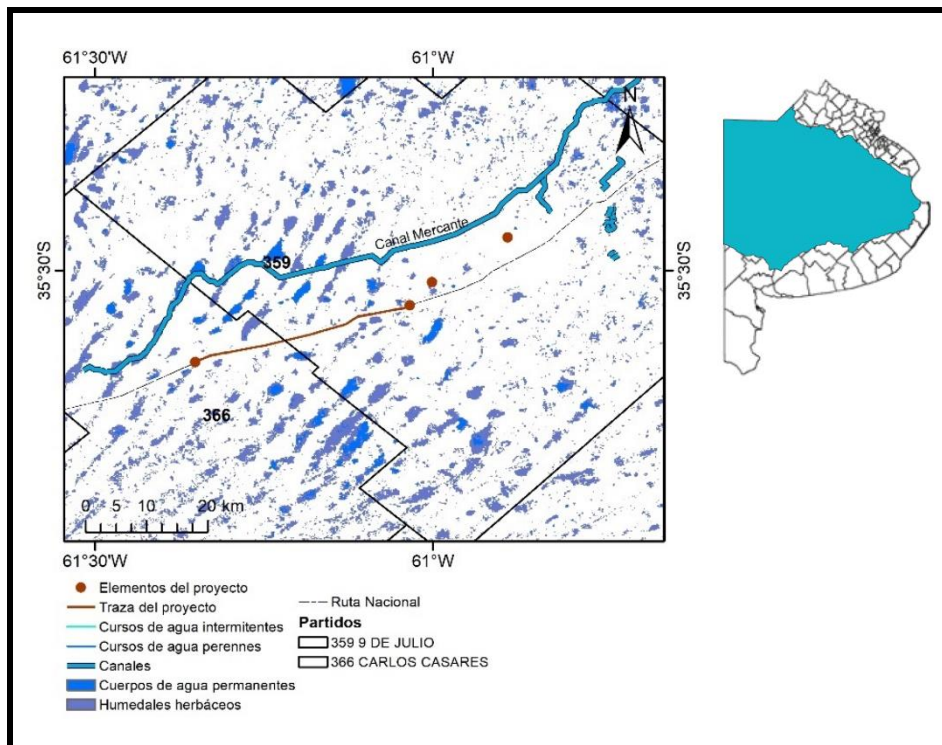 61°30'W 61°W
N
Canal Mercante
359
35°30'S 35°30'S
366
0 5 10 20 km
61°30'W 61°W
Elementos del proyecto
Traza del proyecto
Cursos de agua intermitentes
Cursos de agua perennes
Canales
Cuerpos de agua permanentes
Humedales herbáceos
Ruta Nacional
Partidos
359 9 DE JULIO
366 CARLOS CASARES